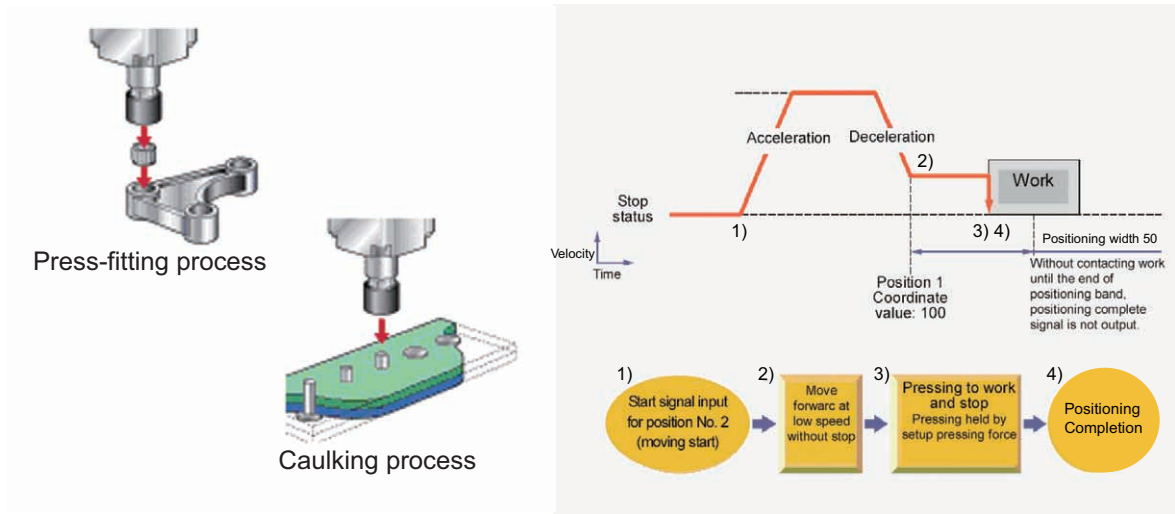 Press-fitting process
Caulking process
Acceleration
Deceleration
2)
Work
Stop
status
1)
3) 4)
Velocity
Time
Positioning width 50
Position 1
Coordinate
value: 100
Without contacting work
until the end of
positioning band,
positioning complete
signal is not output.
1)
Start signal input
for position No. 2
(moving start)
2)
Move
forwarc at
low speed
without stop
3)
Pressing to work
and stop
Pressing held by
setup pressing force
4)
Positioning
Completion